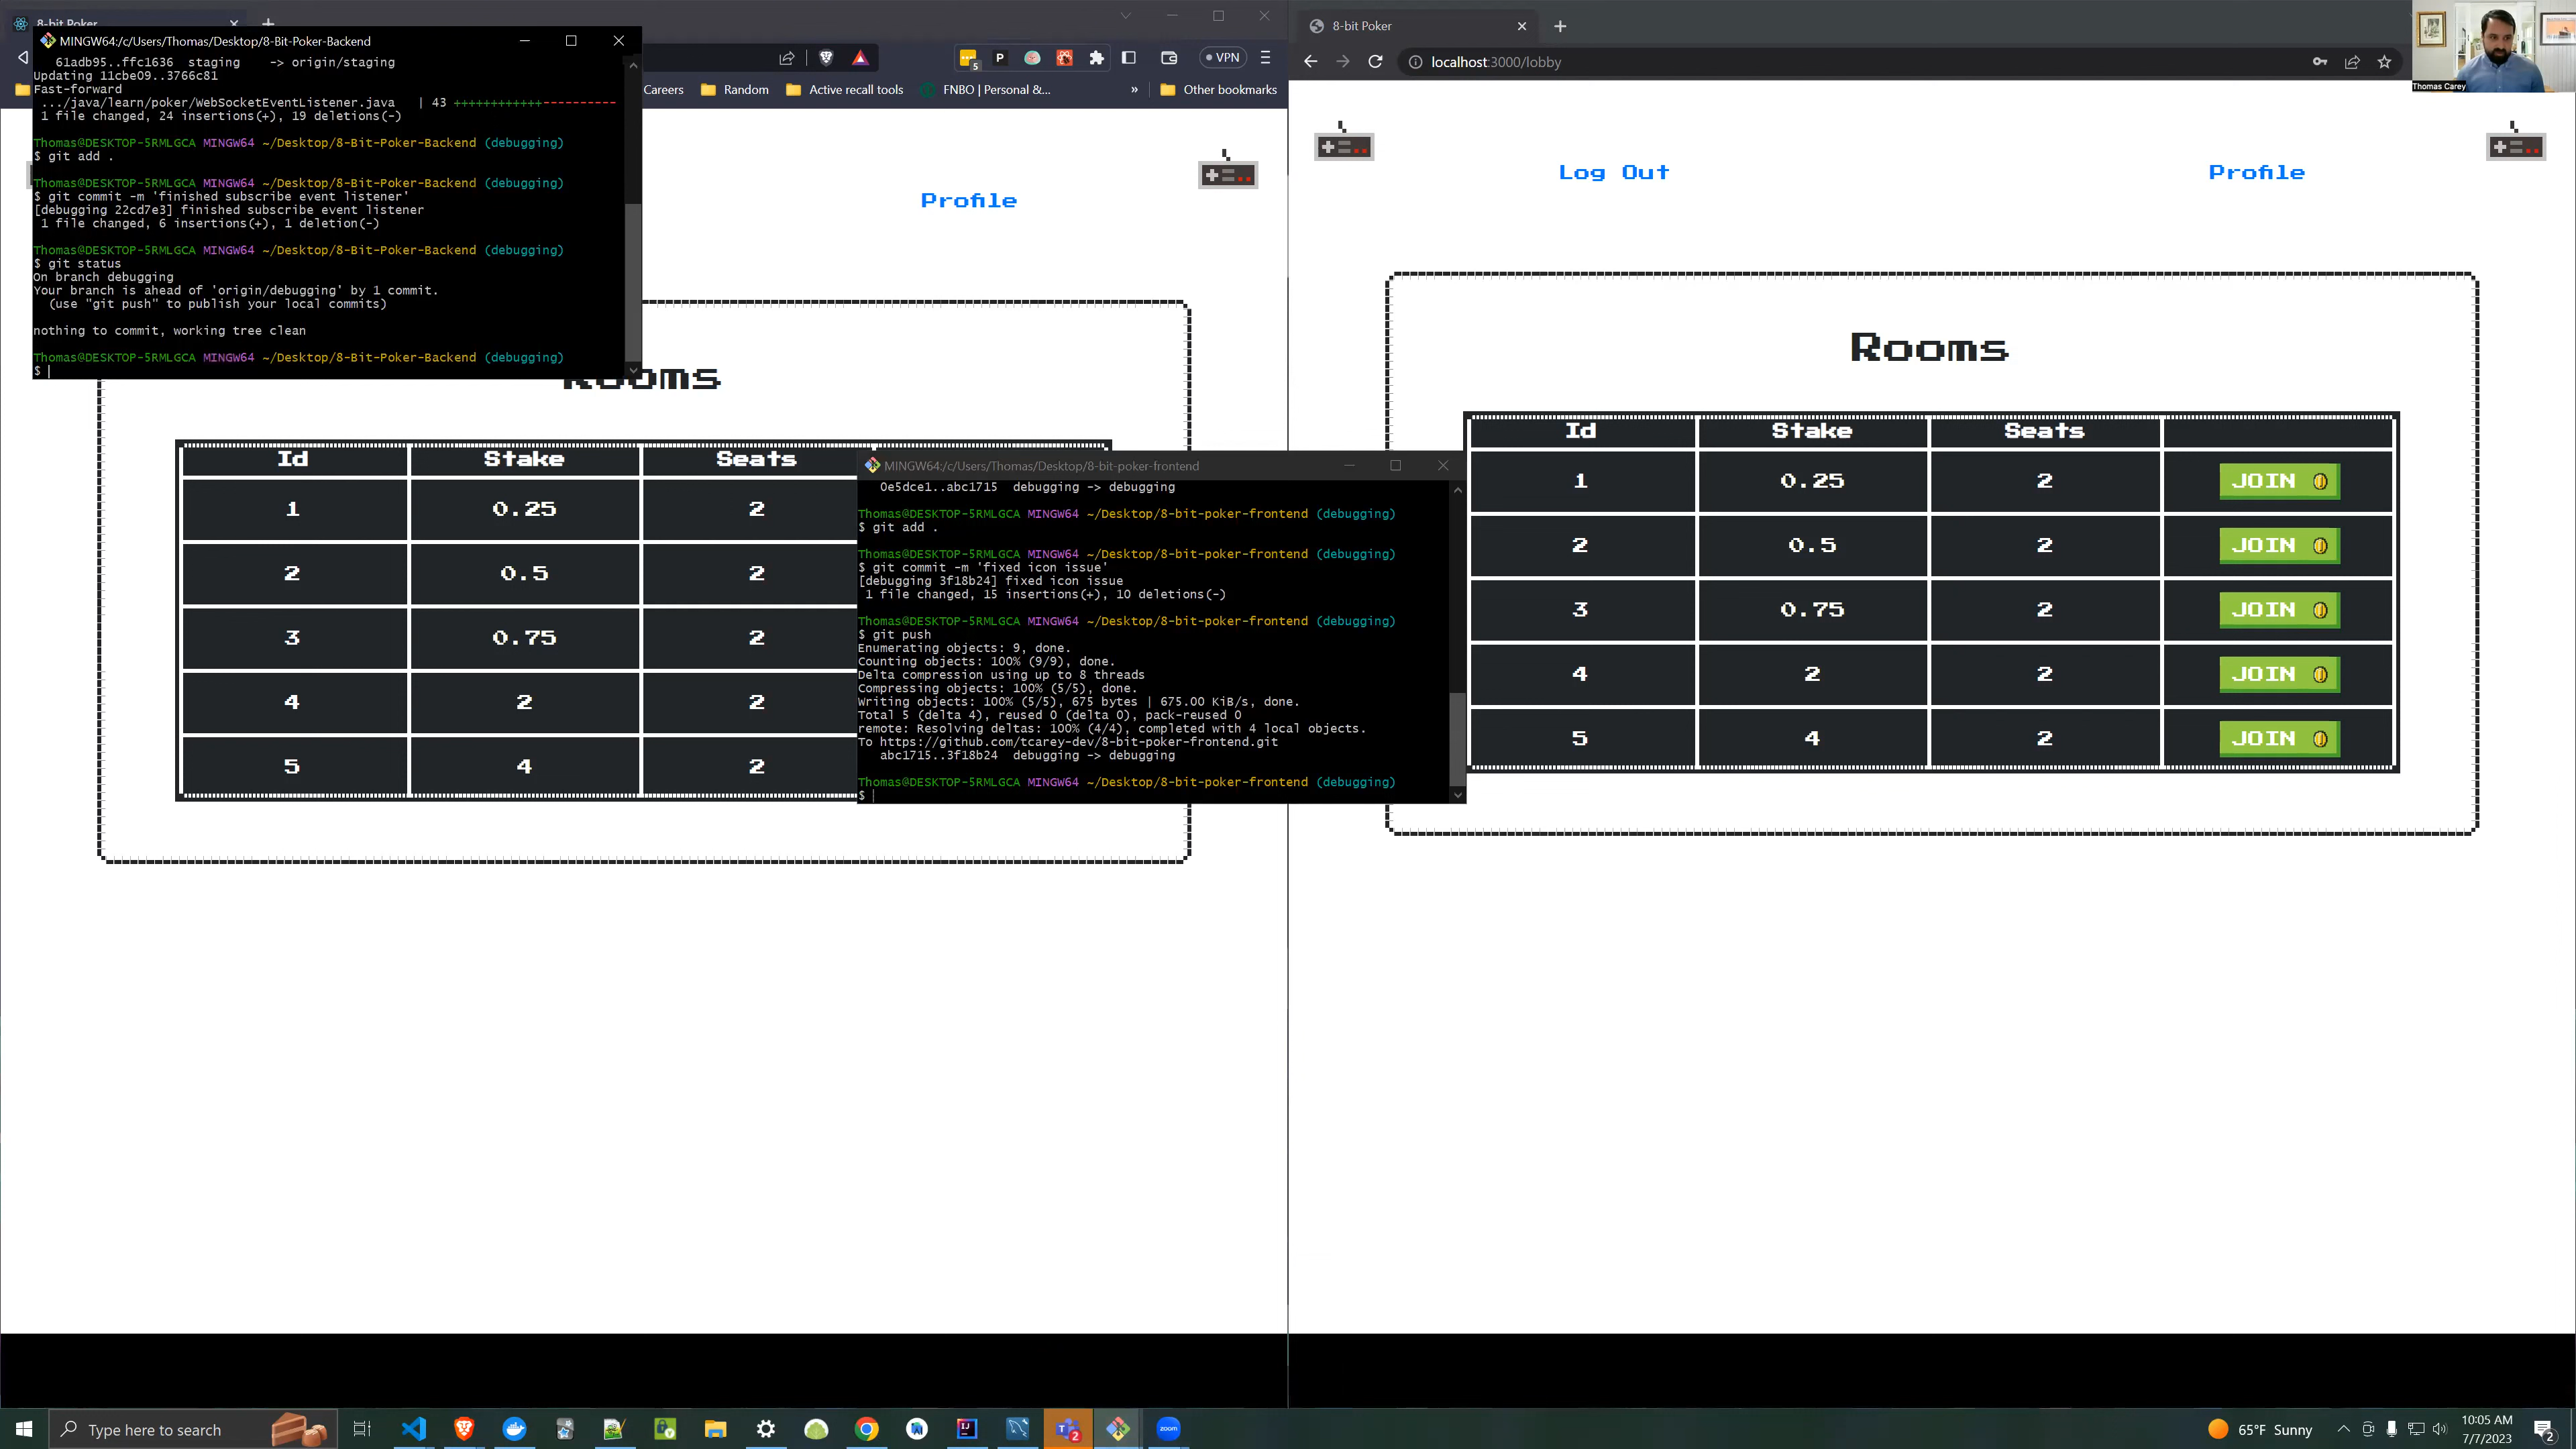 8-bit Poker
MINGW64:/c/Users/Thomas/Desktop/8-Bit-Poker-Backend
61adb95..ffc1636  staging    -> origin/staging
Updating 11cbe09..3766c81
Fast-forward
.../java/learn/poker/WebSocketEventListener.java   | 43 ++++++++++++-----------
1 file changed, 24 insertions(+), 19 deletions(-)
Thomas@DESKTOP-5RMLGCA MINGW64 ~/Desktop/8-Bit-Poker-Backend (debugging)
$ git add .
Thomas@DESKTOP-5RMLGCA MINGW64 ~/Desktop/8-Bit-Poker-Backend (debugging)
$ git commit -m 'finished subscribe event listener'
[debugging 22cd7e3] finished subscribe event listener
1 file changed, 6 insertions(+), 1 deletion(-)
Thomas@DESKTOP-5RMLGCA MINGW64 ~/Desktop/8-Bit-Poker-Backend (debugging)
$ git status
On branch debugging
Your branch is ahead of 'origin/debugging' by 1 commit.
(use "git push" to publish your local commits)
nothing to commit, working tree clean
Thomas@DESKTOP-5RMLGCA MINGW64 ~/Desktop/8-Bit-Poker-Backend (debugging)
$
VPN
Careers
Random
Active recall tools
FNBO | Personal &...
»
Other bookmarks
Profile
Rooms
Id Stake Seats
1 0.25 2
2 0.5 2
3 0.75 2
4 2 2
5 4 2
MINGW64:/c/Users/Thomas/Desktop/8-bit-poker-frontend
0e5dce1..abc1715  debugging -> debugging
Thomas@DESKTOP-5RMLGCA MINGW64 ~/Desktop/8-bit-poker-frontend (debugging)
$ git add .
Thomas@DESKTOP-5RMLGCA MINGW64 ~/Desktop/8-bit-poker-frontend (debugging)
$ git commit -m 'fixed icon issue'
[debugging 3f18b24] fixed icon issue
1 file changed, 15 insertions(+), 10 deletions(-)
Thomas@DESKTOP-5RMLGCA MINGW64 ~/Desktop/8-bit-poker-frontend (debugging)
$ git push
Enumerating objects: 9, done.
Counting objects: 100% (9/9), done.
Delta compression using up to 8 threads
Compressing objects: 100% (5/5), done.
Writing objects: 100% (5/5), 675 bytes | 675.00 KiB/s, done.
Total 5 (delta 4), reused 0 (delta 0), pack-reused 0
remote: Resolving deltas: 100% (4/4), completed with 4 local objects.
To https://github.com/tcarey-dev/8-bit-poker-frontend.git
abc1715..3f18b24  debugging -> debugging
Thomas@DESKTOP-5RMLGCA MINGW64 ~/Desktop/8-bit-poker-frontend (debugging)
$
8-bit Poker
localhost:3000/lobby
Thomas Carey
Log Out
Profile
Rooms
Id Stake Seats
1 0.25 2 JOIN
2 0.5 2 JOIN
3 0.75 2 JOIN
4 2 2 JOIN
5 4 2 JOIN
Type here to search
zoom
65°F Sunny
10:05 AM
7/7/2023
2